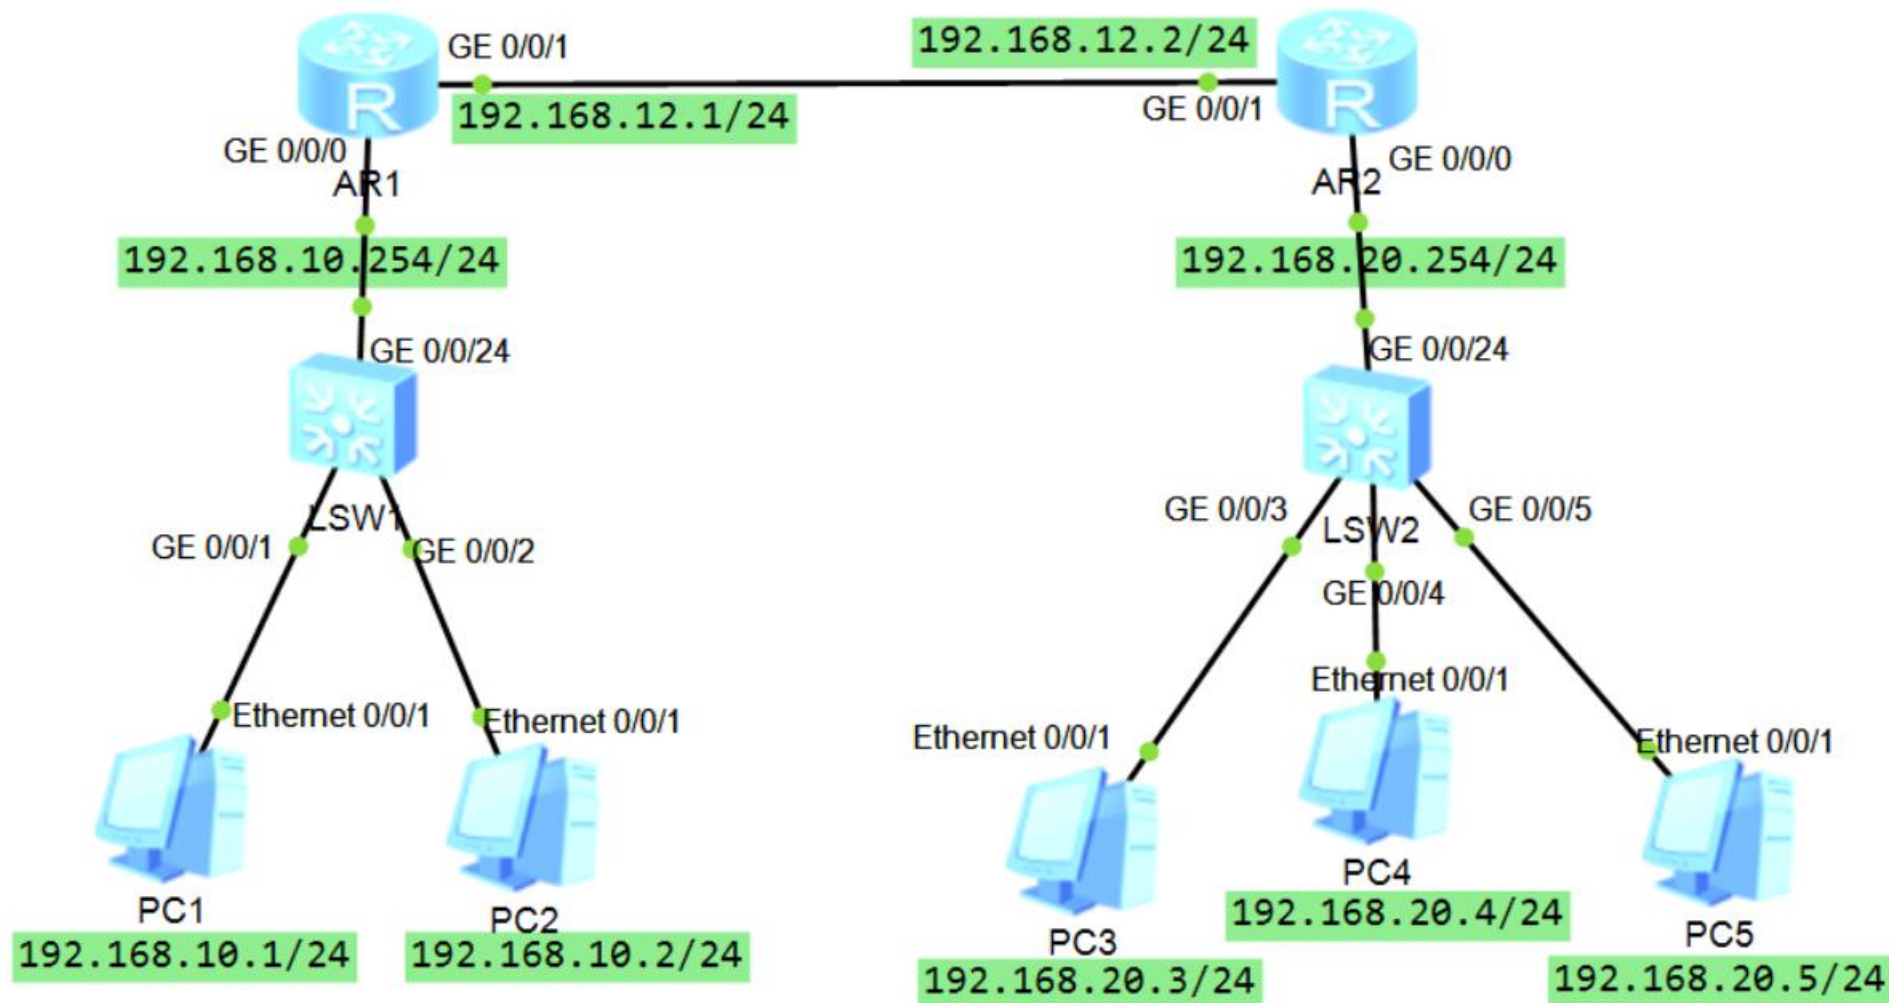 GE 0/0/1
192.168.12.2/24
R
192.168.12.1/24
GE 0/0/1
R
GE 0/0/0
AR1
AR2
GE 0/0/0
192.168.10.254/24
192.168.20.254/24
GE 0/0/24
GE 0/0/24
LSW1
GE 0/0/1
GE 0/0/2
GE 0/0/3
LSW2
GE 0/0/5
GE 0/0/4
Ethernet 0/0/1
Ethernet 0/0/1
Ethernet 0/0/1
Ethernet 0/0/1
Ethernet 0/0/1
PC1
192.168.10.1/24
PC2
192.168.10.2/24
PC3
192.168.20.3/24
PC4
192.168.20.4/24
PC5
192.168.20.5/24